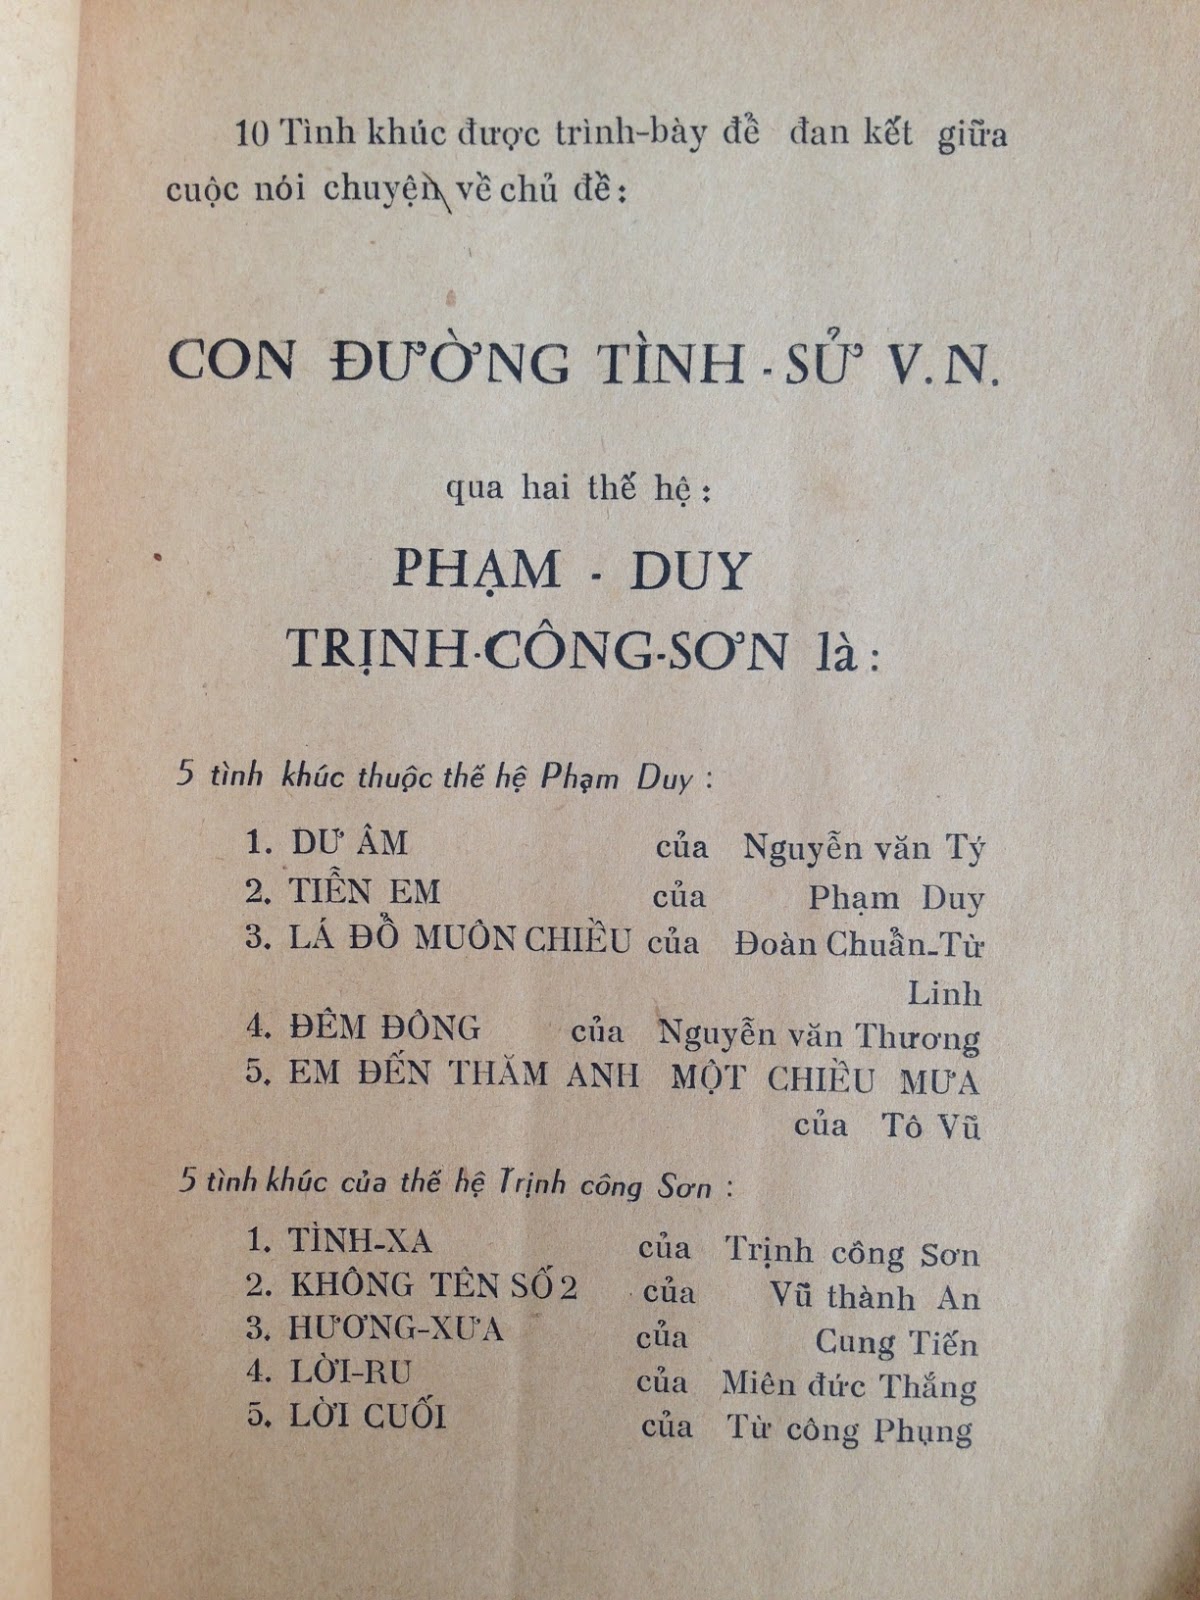 10 Tình khúc được trình-bày để đan kết giữa
cuộc nói chuyện về chủ đề:
CON ĐƯỜNG TÌNH - SỬ V.N.
qua hai thế hệ :
PHẠM - DUY
TRỊNH-CÔNG-SƠN là :
5 tình khúc thuộc thế hệ Phạm Duy :
1. DƯ ÂM của Nguyễn văn Tý
2. TIỄN EM của Phạm Duy
3. LÁ ĐỔ MUÔN CHIỀU của Đoàn Chuẩn-Từ
Linh
4. ĐÊM ĐÔNG của Nguyễn văn Thương
5. EM ĐẾN THĂM ANH MỘT CHIỀU MƯA
của Tô Vũ
5 tình khúc của thế hệ Trịnh công Sơn :
1. TÌNH-XA của Trịnh công Sơn
2. KHÔNG TÊN SỐ 2 của Vũ thành An
3. HƯƠNG-XƯA của Cung Tiến
4. LỜI-RU của Miên đức Thắng
5. LỜI CUỐI của Từ công Phụng